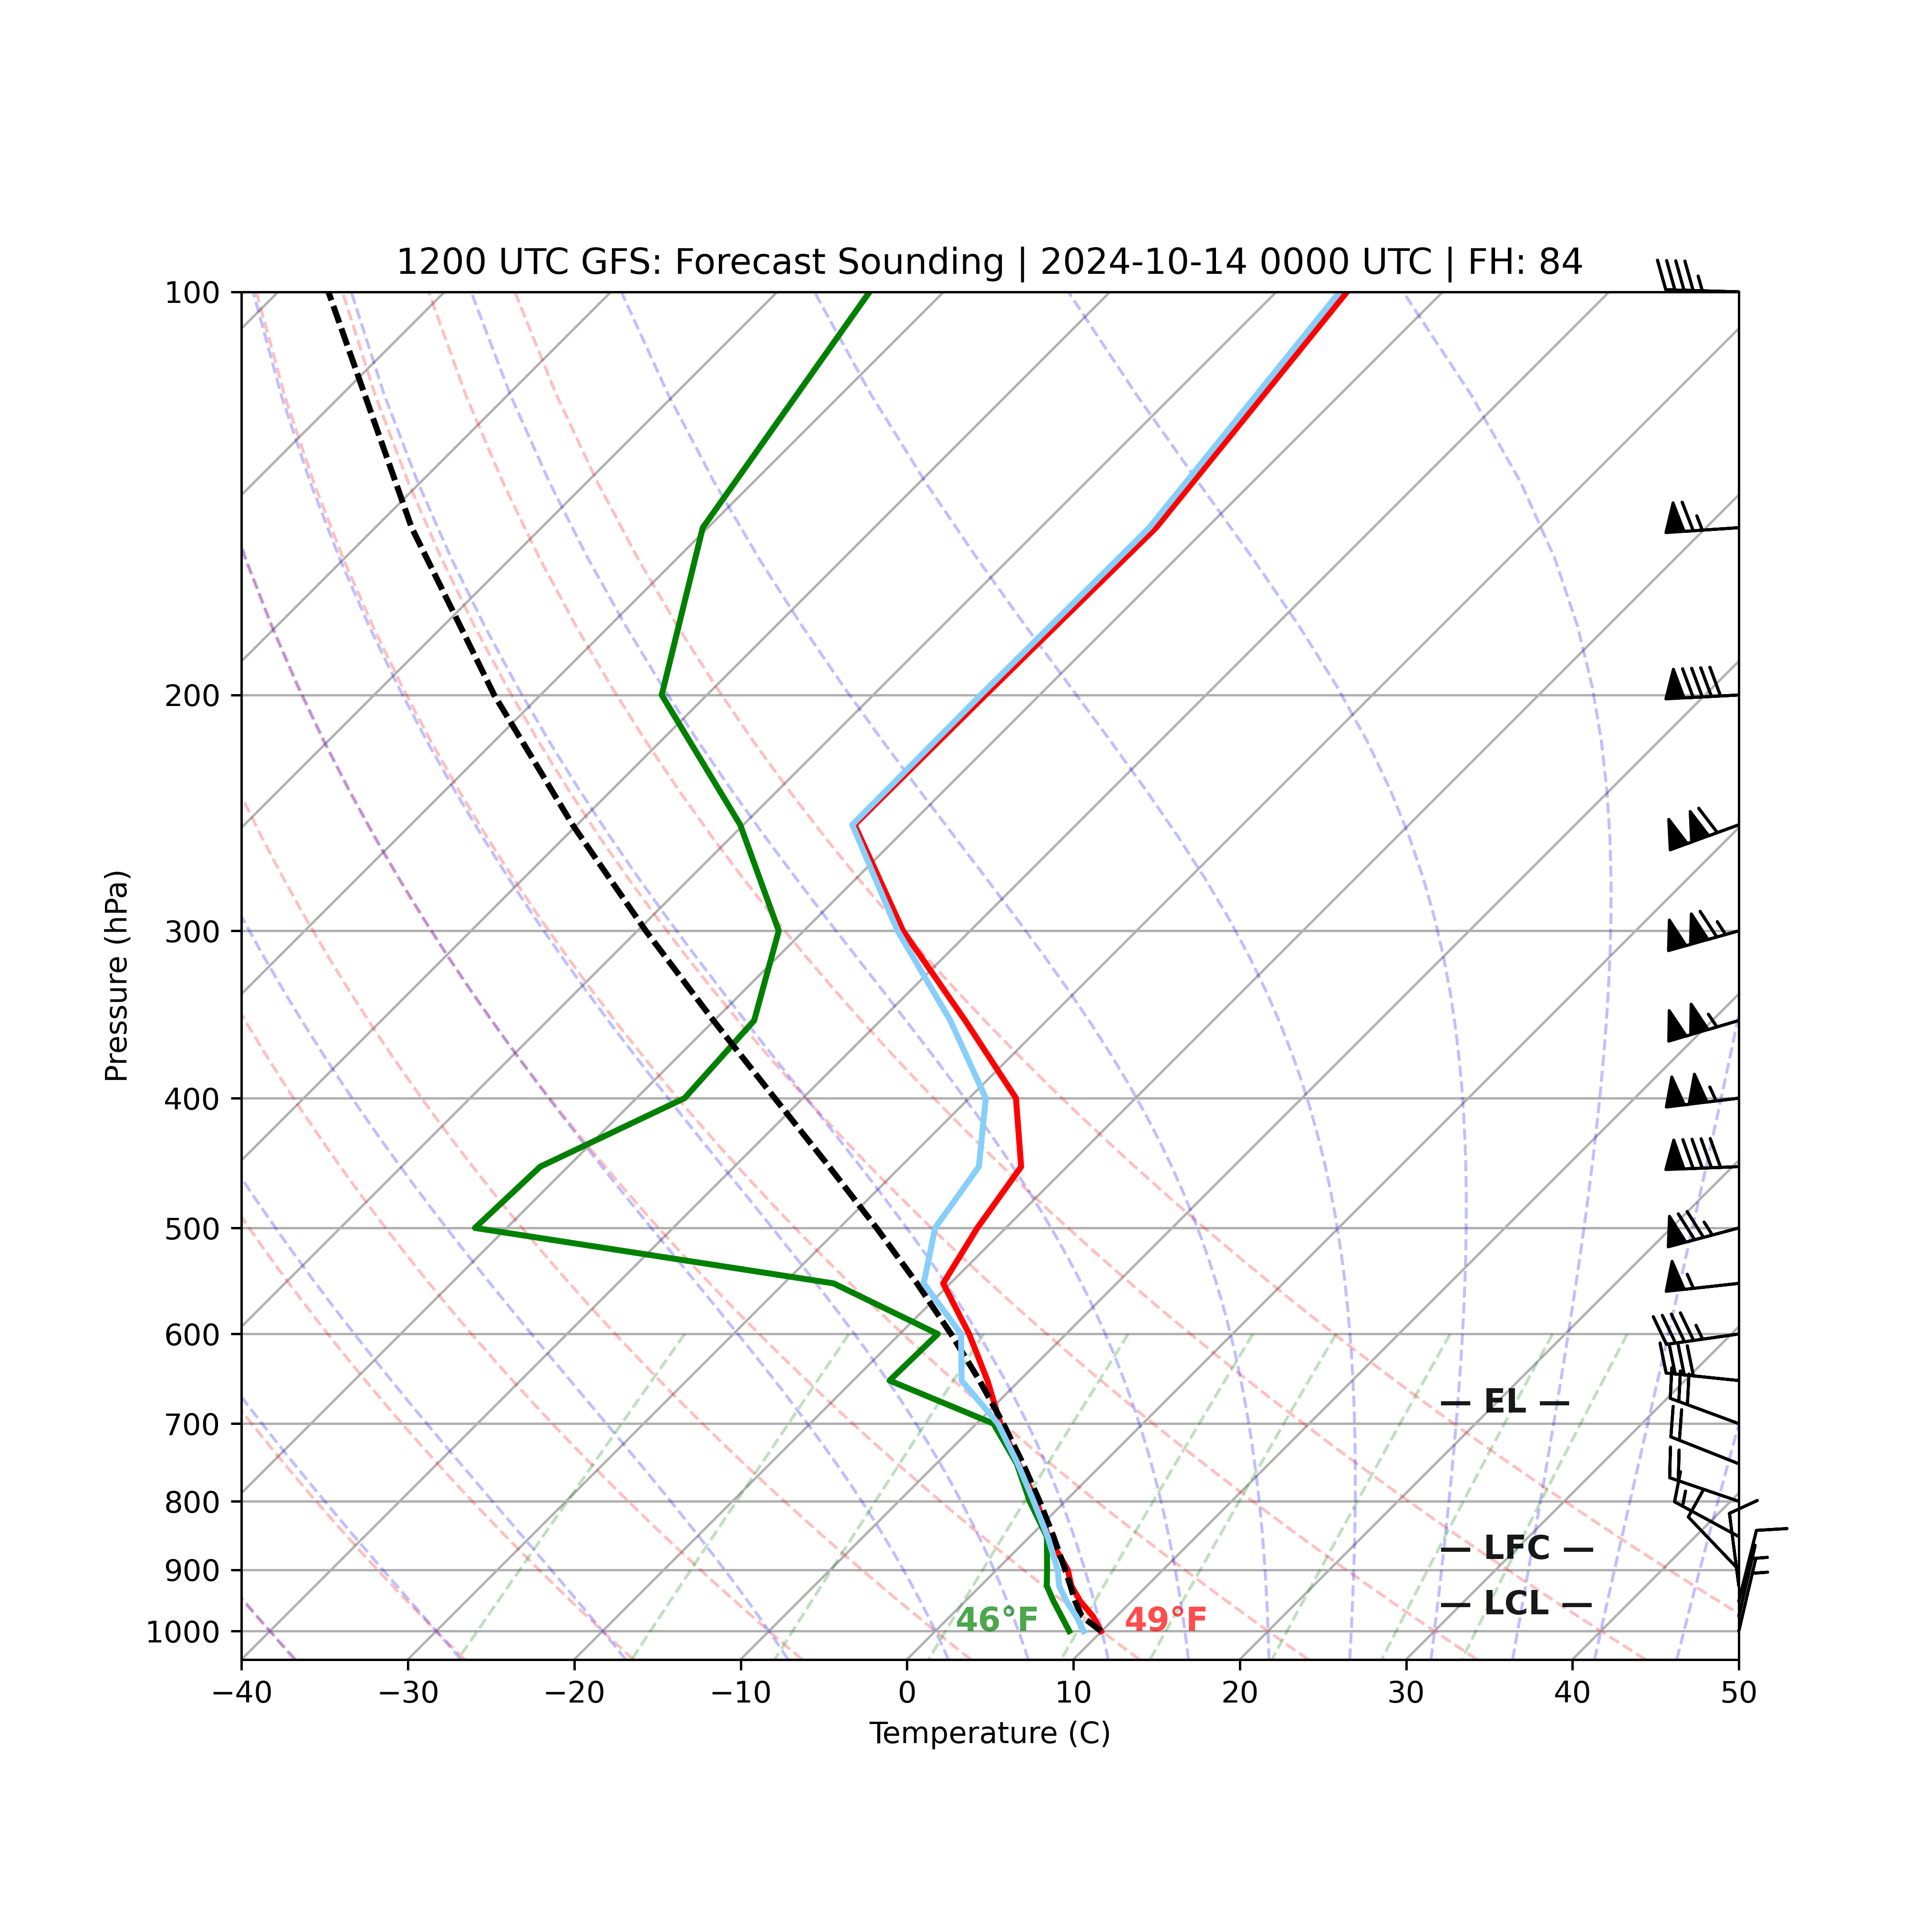 1200 UTC GFS: Forecast Sounding | 2024-10-14 0000 UTC | FH: 84
100
200
300
400
500
600
700
800
900
1000
Pressure (hPa)
— EL —
— LFC —
— LCL —
46°F
49°F
−40
−30
−20
−10
0
10
20
30
40
50
Temperature (C)